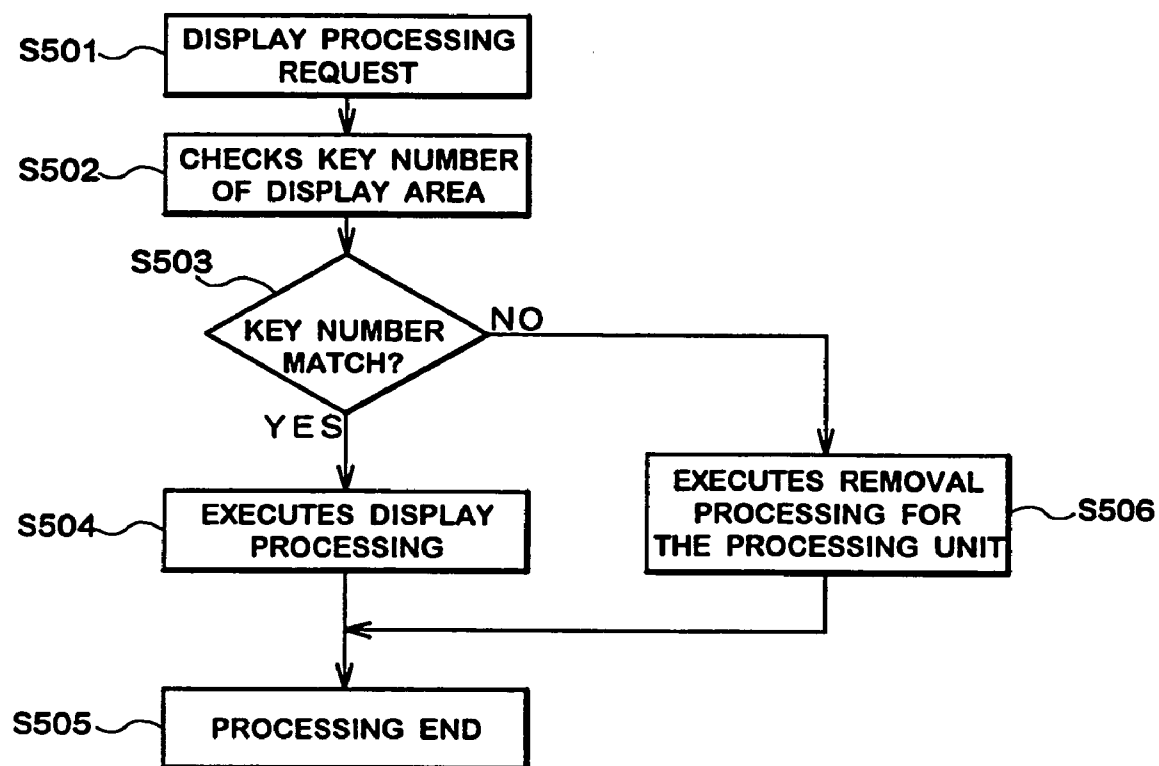 S501
DISPLAY PROCESSING
REQUEST
S502
CHECKS KEY NUMBER
OF DISPLAY AREA
S503
KEY NUMBER
MATCH?
NO
YES
S504
EXECUTES DISPLAY
PROCESSING
EXECUTES REMOVAL
PROCESSING FOR
THE PROCESSING UNIT
S506
S505
PROCESSING END